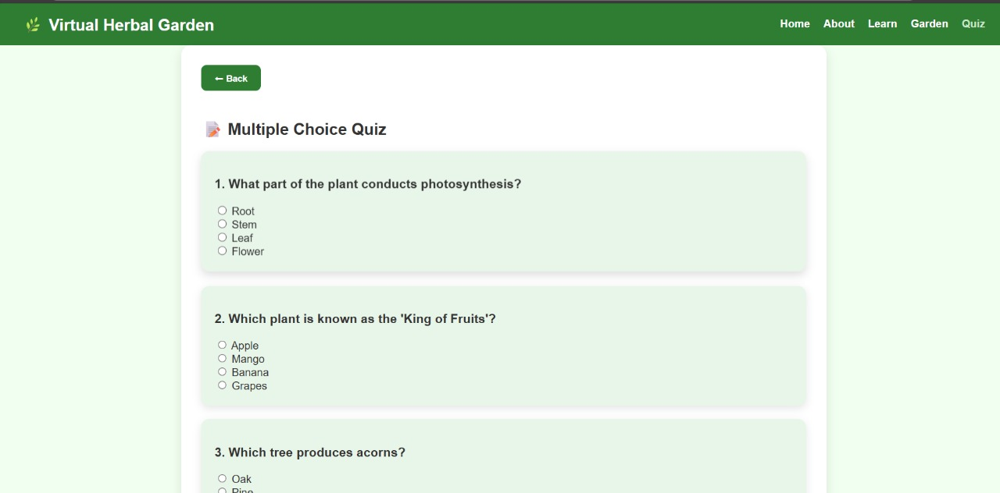 Virtual Herbal Garden
Home About Learn Garden Quiz
← Back
Multiple Choice Quiz
1. What part of the plant conducts photosynthesis?
Root
Stem
Leaf
Flower
2. Which plant is known as the 'King of Fruits'?
Apple
Mango
Banana
Grapes
3. Which tree produces acorns?
Oak
Pine